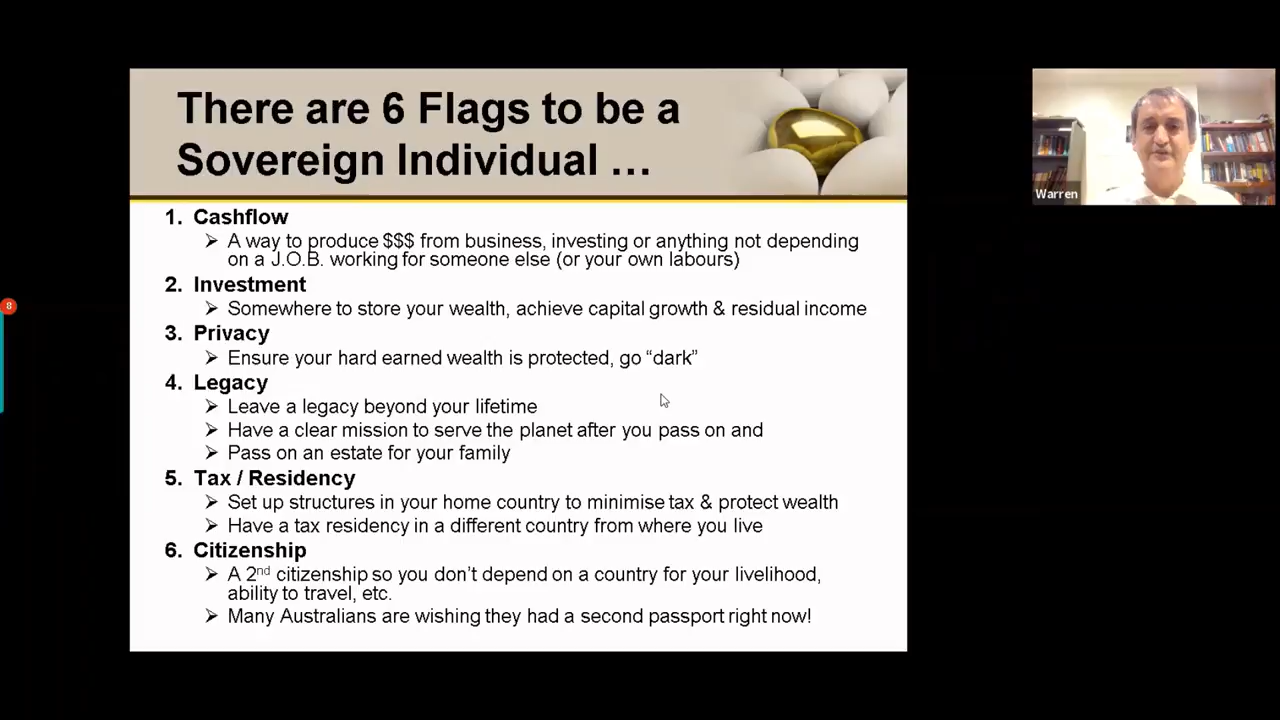 There are 6 Flags to be a
Sovereign Individual …
1. Cashflow
➢ A way to produce $$$ from business, investing or anything not depending
on a J.O.B. working for someone else (or your own labours)
2. Investment
➢ Somewhere to store your wealth, achieve capital growth & residual income
3. Privacy
➢ Ensure your hard earned wealth is protected, go “dark”
4. Legacy
➢ Leave a legacy beyond your lifetime
➢ Have a clear mission to serve the planet after you pass on and
➢ Pass on an estate for your family
5. Tax / Residency
➢ Set up structures in your home country to minimise tax & protect wealth
➢ Have a tax residency in a different country from where you live
6. Citizenship
➢ A 2nd citizenship so you don’t depend on a country for your livelihood,
ability to travel, etc.
➢ Many Australians are wishing they had a second passport right now!
Warren
8